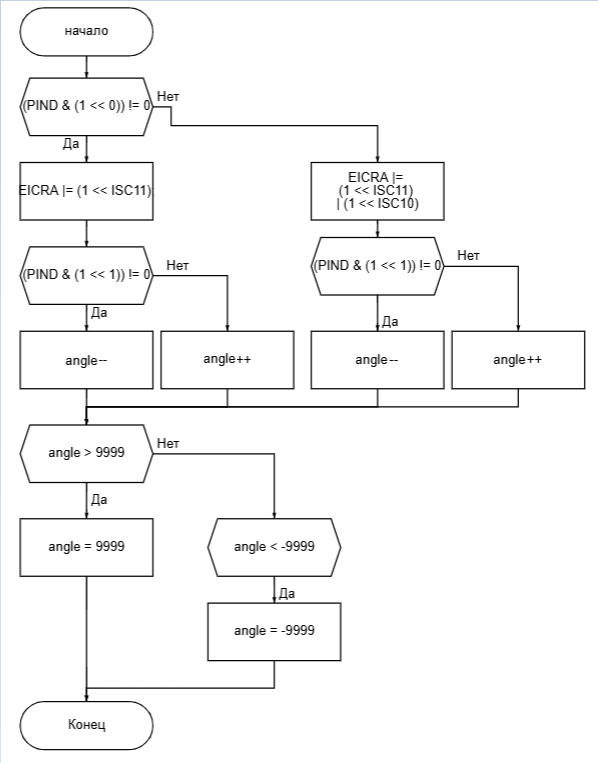 начало
(PIND & (1 << 0)) != 0
Нет
Да
EICRA |= (1 << ISC11);
EICRA |=
(1 << ISC11)
| (1 << ISC10)
(PIND & (1 << 1)) != 0
Нет
(PIND & (1 << 1)) != 0
Нет
Да
Да
angle--
angle++
angle--
angle++
angle > 9999
Нет
Да
angle = 9999
angle < -9999
Да
angle = -9999
Конец